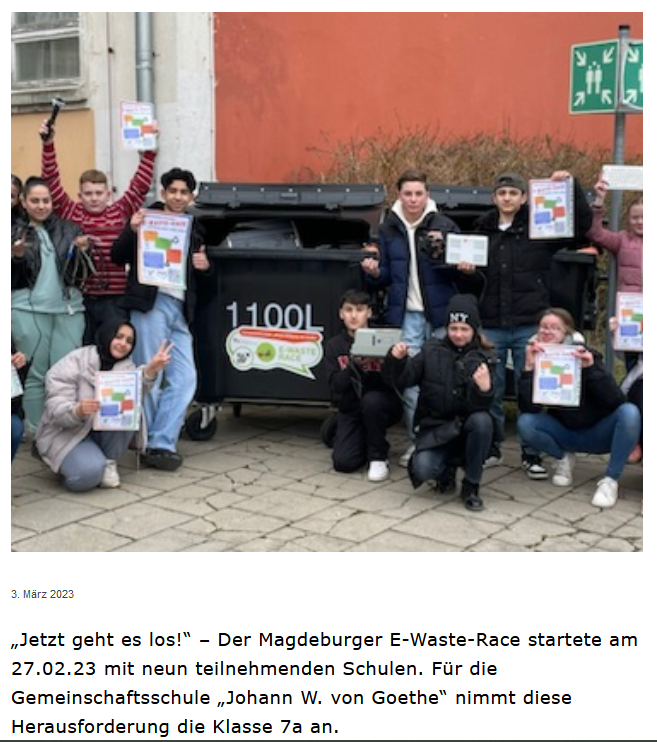 1100L
E-WASTE
RACE
NY
3. März 2023
„Jetzt geht es los!“ – Der Magdeburger E-Waste-Race startete am
27.02.23 mit neun teilnehmenden Schulen. Für die
Gemeinschaftsschule „Johann W. von Goethe“ nimmt diese
Herausforderung die Klasse 7a an.